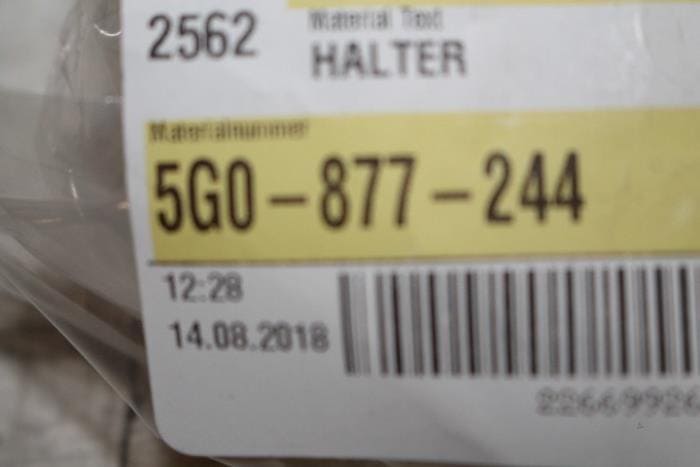 2562
Material Text
HALTER
Materialnummer
5G0-877-244
12:28
14.08.2018